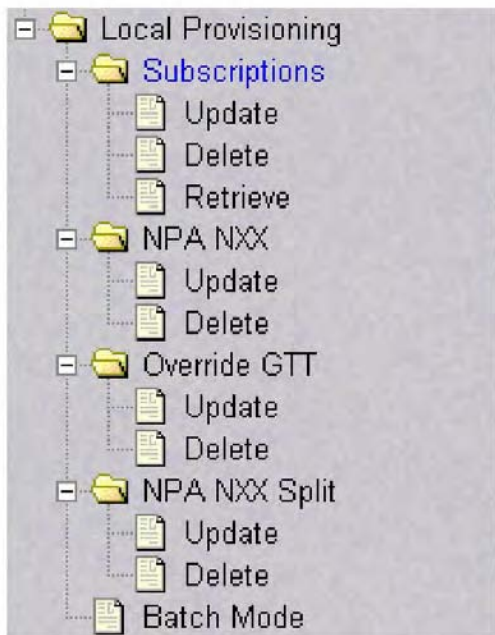 Local Provisioning
Subscriptions
Update
Delete
Retrieve
NPA NXX
Update
Delete
Override GTT
Update
Delete
NPA NXX Split
Update
Delete
Batch Mode